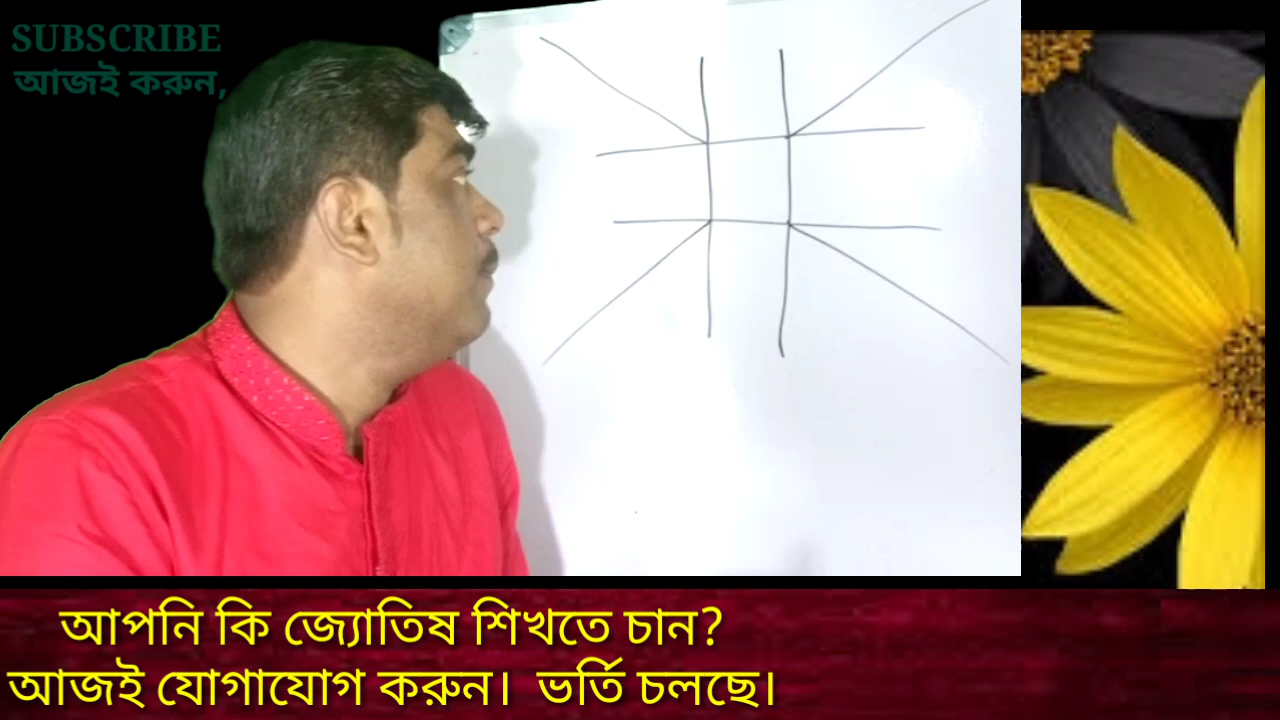 SUBSCRIBE
আজই করুন,
আপনি কি জ্যোতিষ শিখতে চান?
আজই যোগাযোগ করুন। ভর্তি চলছে।